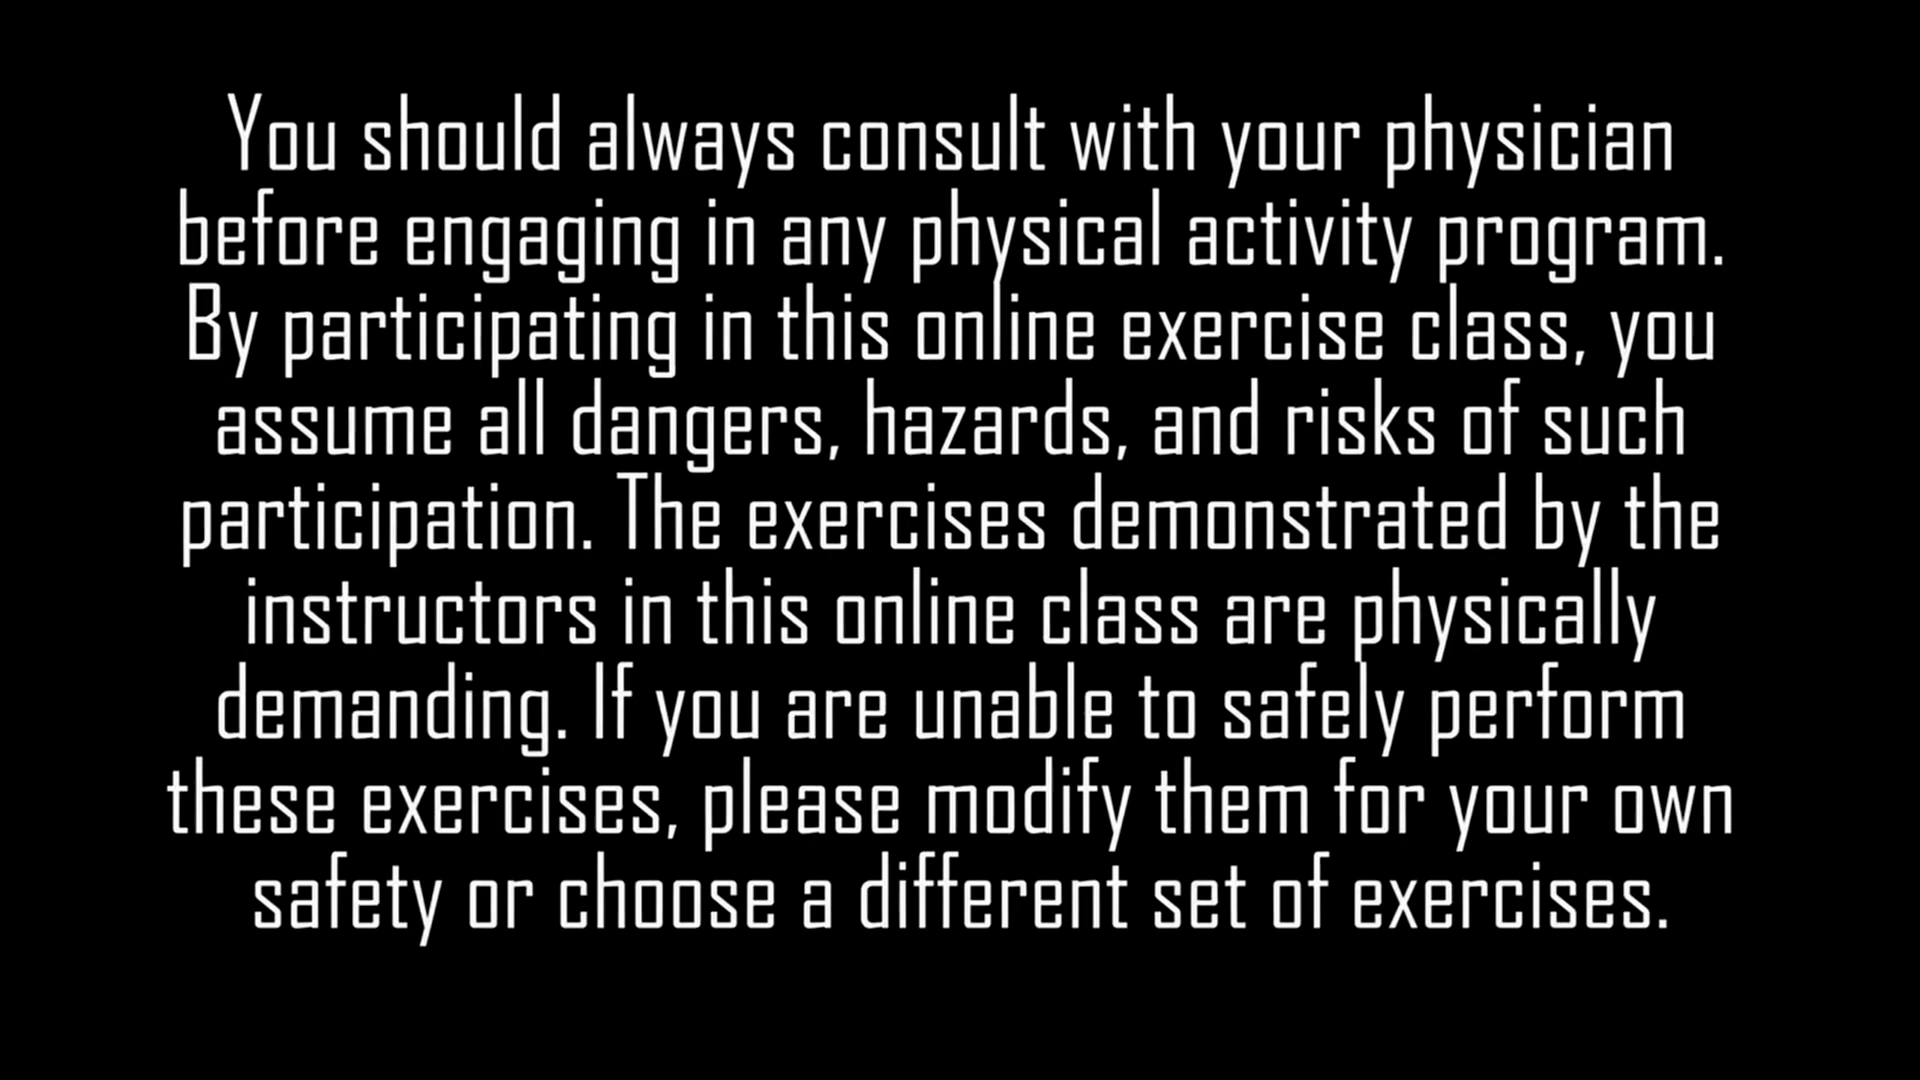 You should always consult with your physician
before engaging in any physical activity program.
By participating in this online exercise class, you
assume all dangers, hazards, and risks of such
participation. The exercises demonstrated by the
instructors in this online class are physically
demanding. If you are unable to safely perform
these exercises, please modify them for your own
safety or choose a different set of exercises.